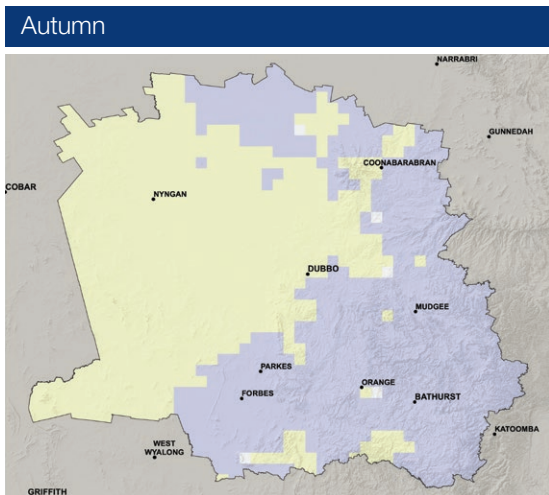 Autumn
NARRABRI
GUNNEDAH
COONABARABRAN
COBAR
NYNGAN
DUBBO
MUDGEE
PARKES
ORANGE
FORBES
BATHURST
KATOOMBA
WEST
WYALONG
GRIFFITH